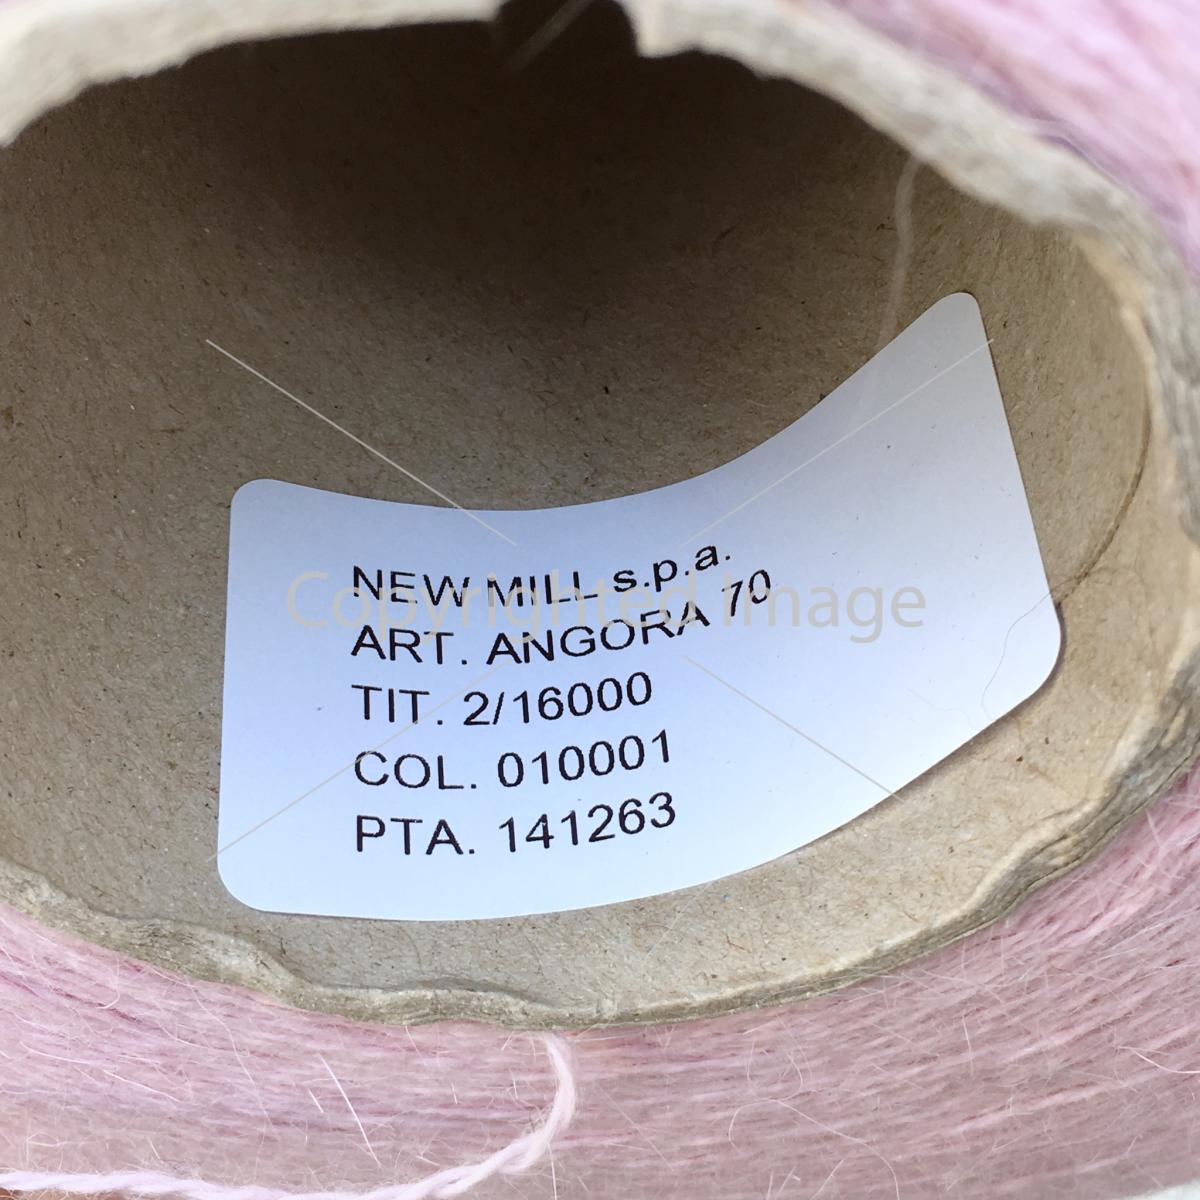 NEW MILL s.p.a.
ART. ANGORA 70
TIT. 2/16000
COL. 010001
PTA. 141263
Copyrighted Image